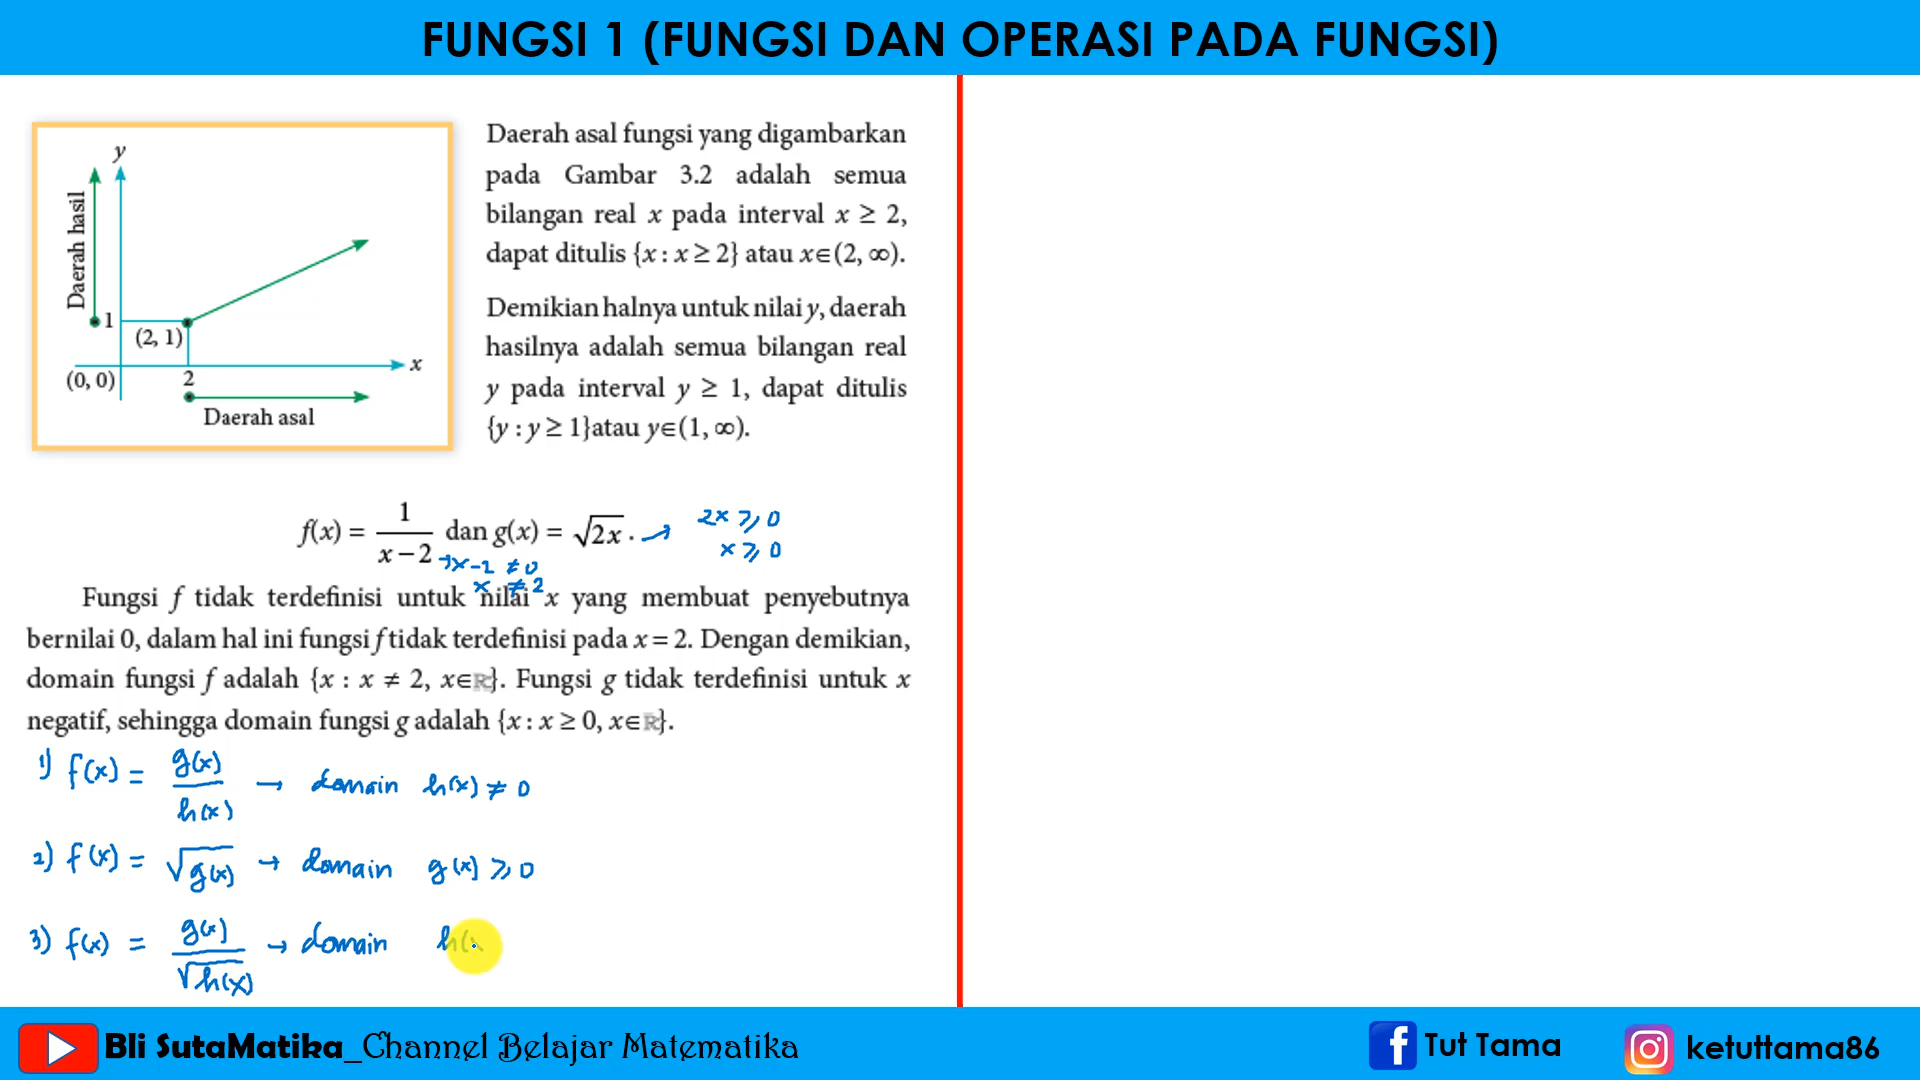 FUNGSI 1 (FUNGSI DAN OPERASI PADA FUNGSI)
y
Daerah hasil
1
(2, 1)
x
(0, 0)
2
Daerah asal
Daerah asal fungsi yang digambarkan
pada Gambar 3.2 adalah semua
bilangan real x pada interval x ≥ 2,
dapat ditulis {x : x ≥ 2} atau x∈(2, ∞).
Demikian halnya untuk nilai y, daerah
hasilnya adalah semua bilangan real
y pada interval y ≥ 1, dapat ditulis
{y : y ≥ 1}atau y∈(1, ∞).
f(x) = 1/(x − 2) dan g(x) = √2x . → 2x ≥ 0
x ≥ 0
→ x - 2 ≠ 0
x ≠ 2
Fungsi f tidak terdefinisi untuk nilai x yang membuat penyebutnya
bernilai 0, dalam hal ini fungsi f tidak terdefinisi pada x = 2. Dengan demikian,
domain fungsi f adalah {x : x ≠ 2, x∈ℝ}. Fungsi g tidak terdefinisi untuk x
negatif, sehingga domain fungsi g adalah {x : x ≥ 0, x∈ℝ}.
1) f(x) = g(x)/h(x) → domain h(x) ≠ 0
2) f(x) = √g(x) → domain g(x) ≥ 0
3) f(x) = g(x)/√h(x) → domain h(x
Bli SutaMatika_Channel Belajar Matematika
Tut Tama
ketuttama86